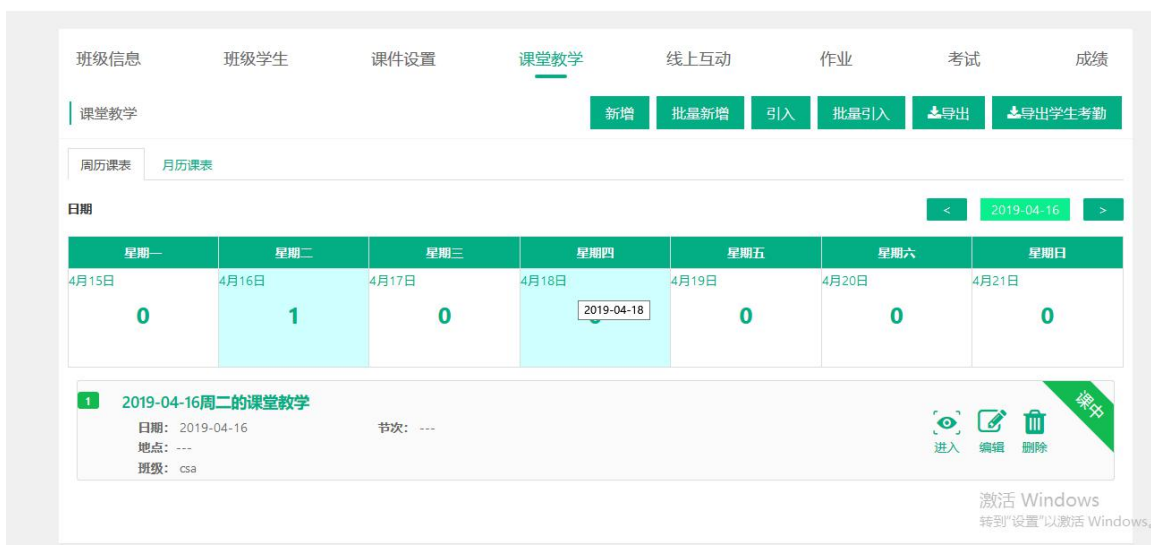 班级信息 班级学生 课件设置 课堂教学 线上互动 作业 考试 成绩
课堂教学 新增 批量新增 引入 批量引入 导出 导出学生考勤
周历课表 月历课表
日期 < 2019-04-16 >
星期一 星期二 星期三 星期四 星期五 星期六 星期日
4月15日 4月16日 4月17日 4月18日 4月19日 4月20日 4月21日
0 1 0 2019-04-18 0 0 0
1 2019-04-16周二的课堂教学 课中
日期: 2019-04-16 节次: ---
地点: ---
班级: csa
进入 编辑 删除
激活 Windows
转到"设置"以激活 Windows。